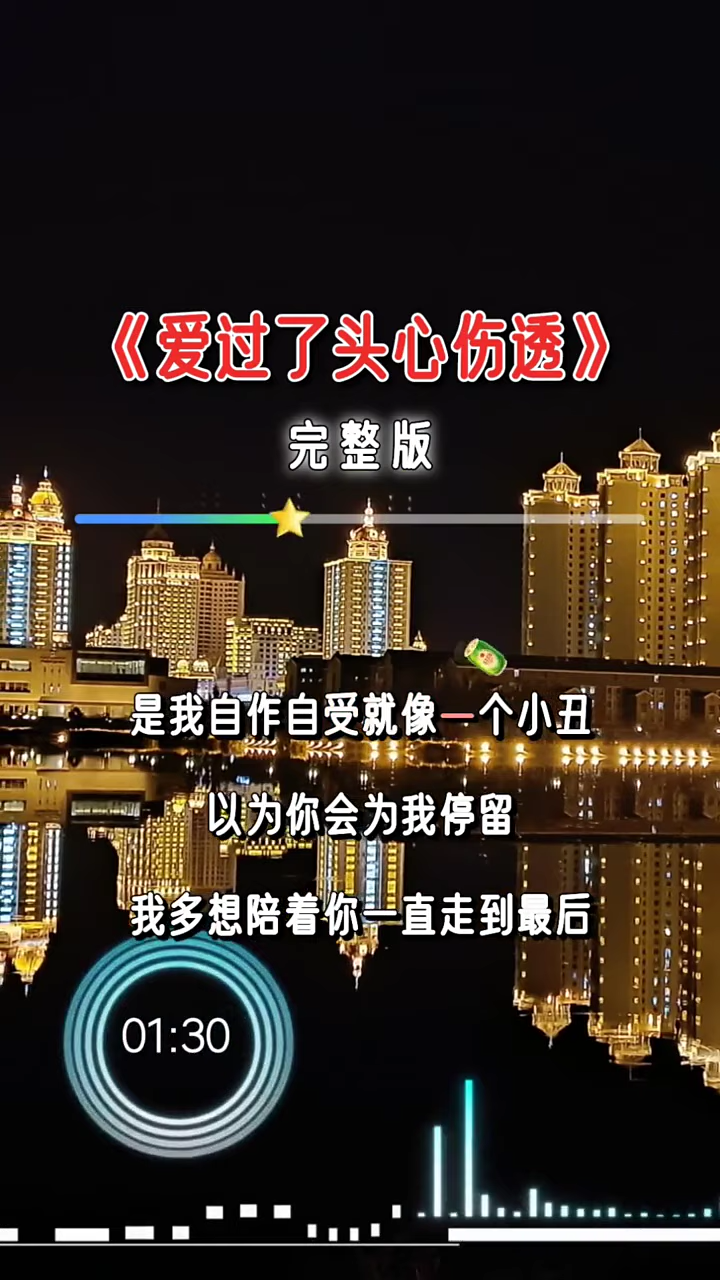 《爱过了头心伤透》
完整版
是我自作自受就像一个小丑
以为你会为我停留
我多想陪着你一直走到最后
01:30